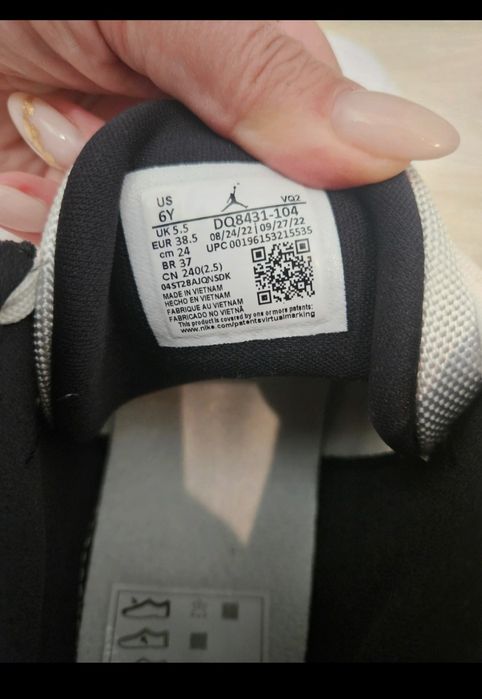 US
6Y
VQ2
UK 5.5
DQ8431-104
EUR 38.5
08/24/22 | 09/27/22
cm 24
UPC 00196153215535
BR 37
CN 240(2.5)
04ST28AJQNSDK
MADE IN VIETNAM
HECHO EN VIETNAM
FABRIQUE AU VIETNAM
FABRICADO NO VIETNÃ
This product is covered by one or more patents:
www.nike.com/patentsvirtualmarking